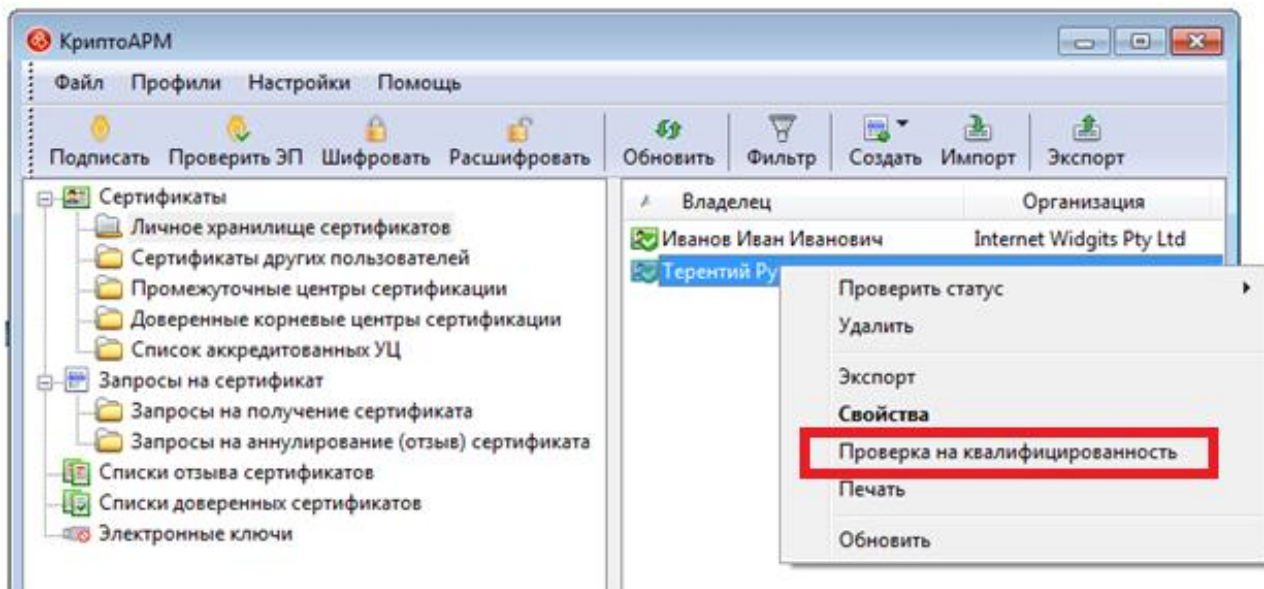 КриптоАРМ
Файл Профили Настройки Помощь
Подписать Проверить ЭП Шифровать Расшифровать Обновить Фильтр Создать Импорт Экспорт
Сертификаты
Личное хранилище сертификатов
Сертификаты других пользователей
Промежуточные центры сертификации
Доверенные корневые центры сертификации
Список аккредитованных УЦ
Запросы на сертификат
Запросы на получение сертификата
Запросы на аннулирование (отзыв) сертификата
Списки отзыва сертификатов
Списки доверенных сертификатов
Электронные ключи
Владелец Организация
Иванов Иван Иванович Internet Widgits Pty Ltd
Терентий Ру
Проверить статус
Удалить
Экспорт
Свойства
Проверка на квалифицированность
Печать
Обновить